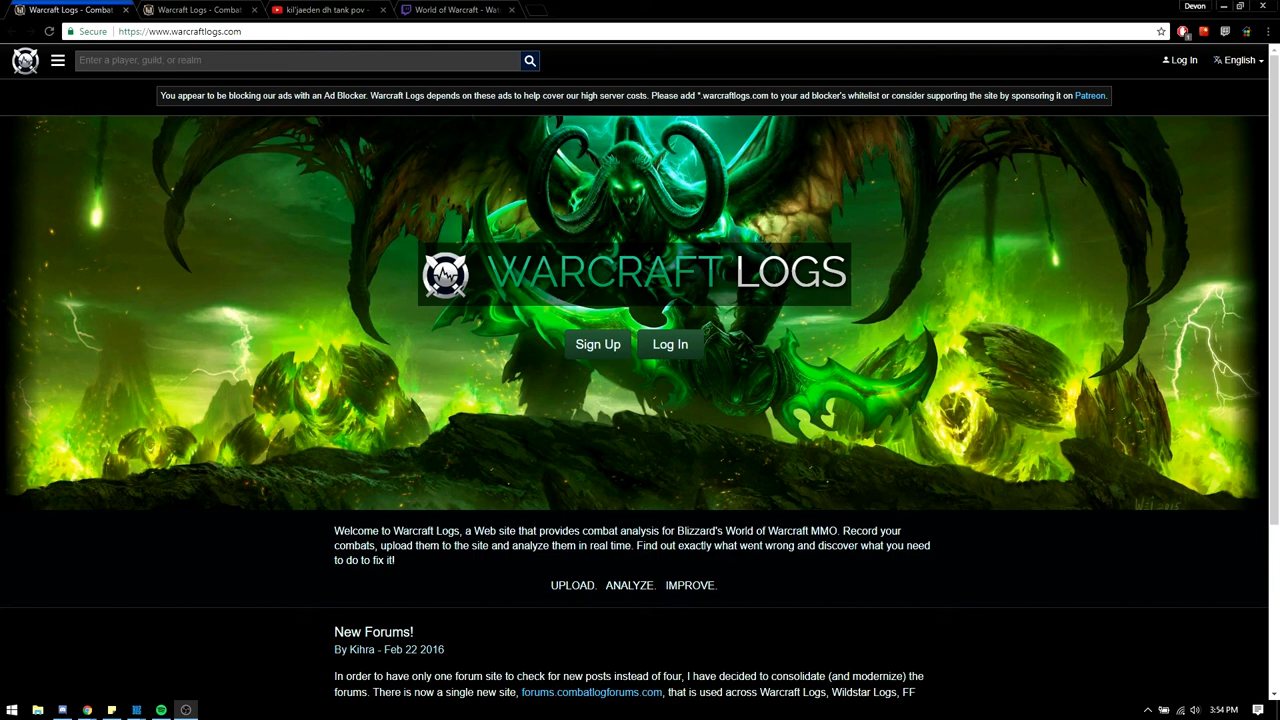 Warcraft Logs - Combat
Warcraft Logs - Combat
kil'jaeden dh tank pov -
World of Warcraft - Wat
Devon
Secure
https://www.warcraftlogs.com
Enter a player, guild, or realm
Log In
English
You appear to be blocking our ads with an Ad Blocker. Warcraft Logs depends on these ads to help cover our high server costs. Please add *.warcraftlogs.com to your ad blocker's whitelist or consider supporting the site by sponsoring it on Patreon.
WARCRAFT LOGS
Sign Up
Log In
Welcome to Warcraft Logs, a Web site that provides combat analysis for Blizzard's World of Warcraft MMO. Record your
combats, upload them to the site and analyze them in real time. Find out exactly what went wrong and discover what you need
to do to fix it!
UPLOAD. ANALYZE. IMPROVE.
New Forums!
By Kihra - Feb 22 2016
In order to have only one forum site to check for new posts instead of four, I have decided to consolidate (and modernize) the
forums. There is now a single new site, forums.combatlogforums.com, that is used across Warcraft Logs, Wildstar Logs, FF
3:54 PM